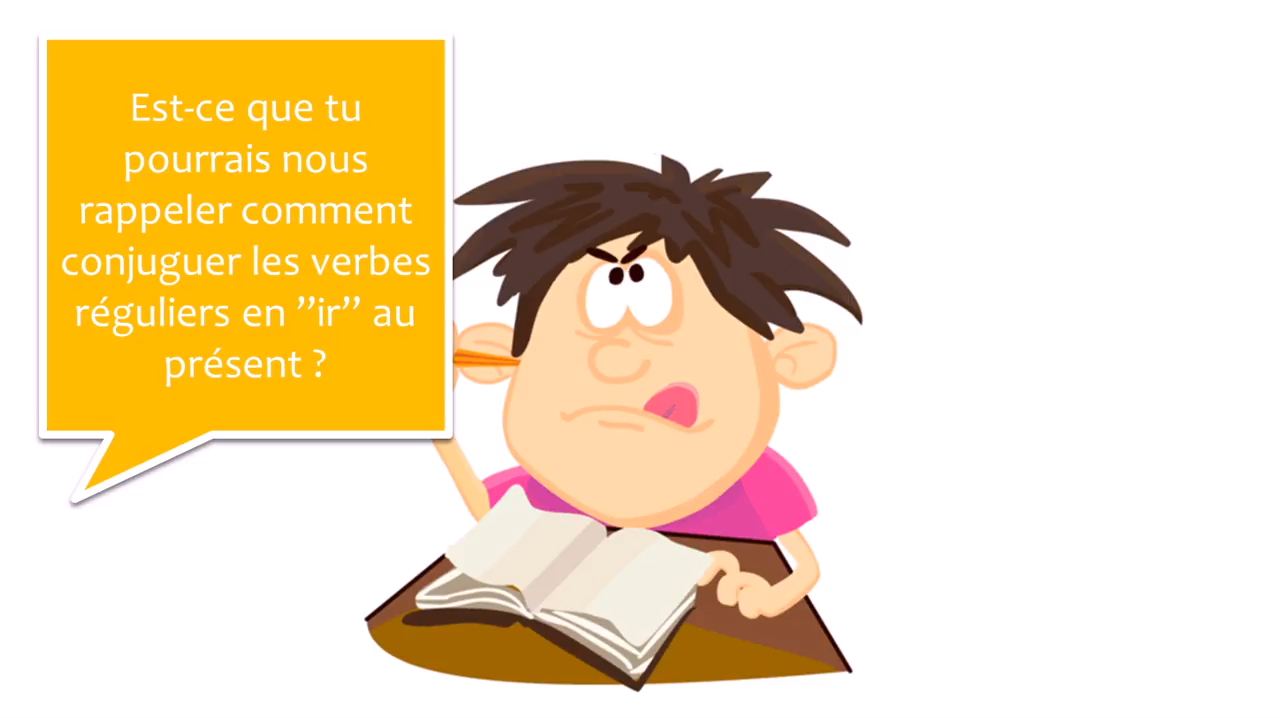 Est-ce que tu
pourrais nous
rappeler comment
conjuguer les verbes
réguliers en ”ir” au
présent ?